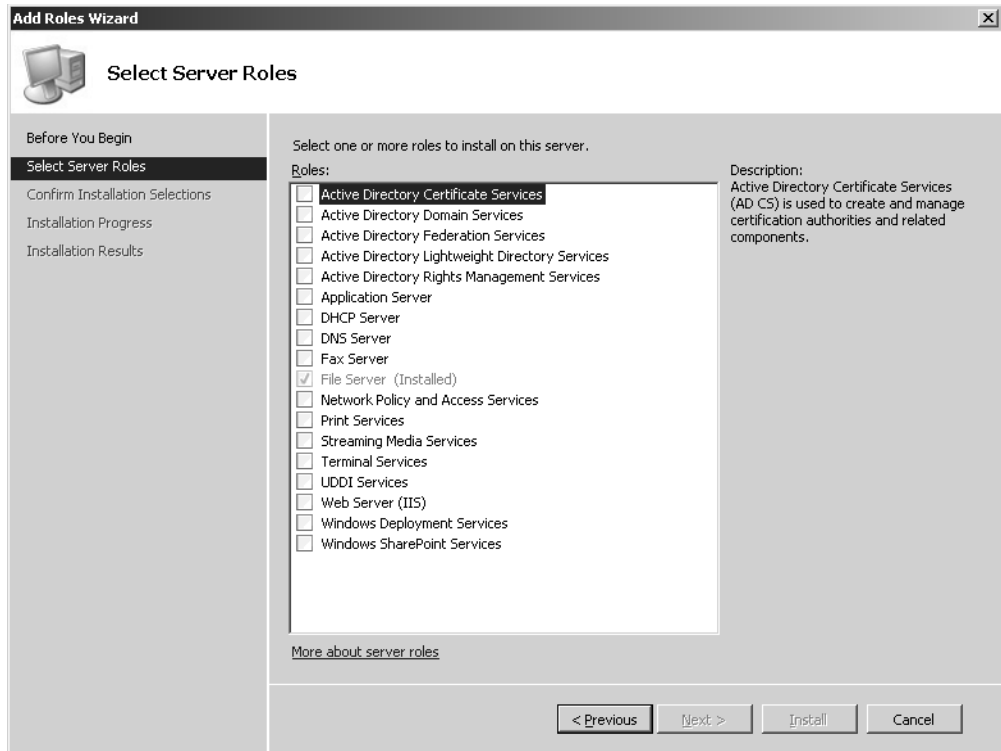 Add Roles Wizard
Select Server Roles
Before You Begin
Select Server Roles
Confirm Installation Selections
Installation Progress
Installation Results
Select one or more roles to install on this server.
Roles:
Active Directory Certificate Services
Active Directory Domain Services
Active Directory Federation Services
Active Directory Lightweight Directory Services
Active Directory Rights Management Services
Application Server
DHCP Server
DNS Server
Fax Server
File Server (Installed)
Network Policy and Access Services
Print Services
Streaming Media Services
Terminal Services
UDDI Services
Web Server (IIS)
Windows Deployment Services
Windows SharePoint Services
More about server roles
Description:
Active Directory Certificate Services
(AD CS) is used to create and manage
certification authorities and related
components.
< Previous
Next >
Install
Cancel